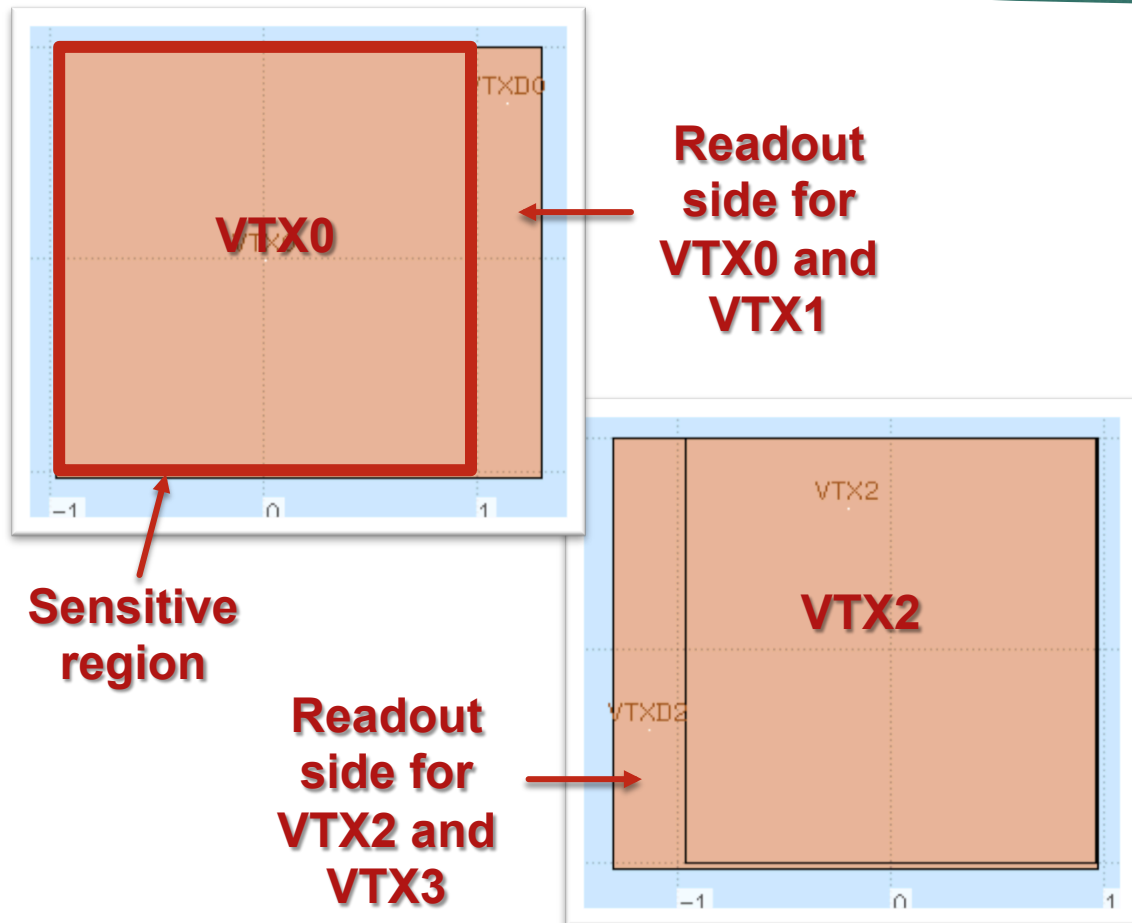 VTXD0
Readout
side for
VTX0 and
VTX1
VTX0
-1
0
1
Sensitive
region
VTX2
VTX2
VTXD2
Readout
side for
VTX2 and
VTX3
-1
0
1